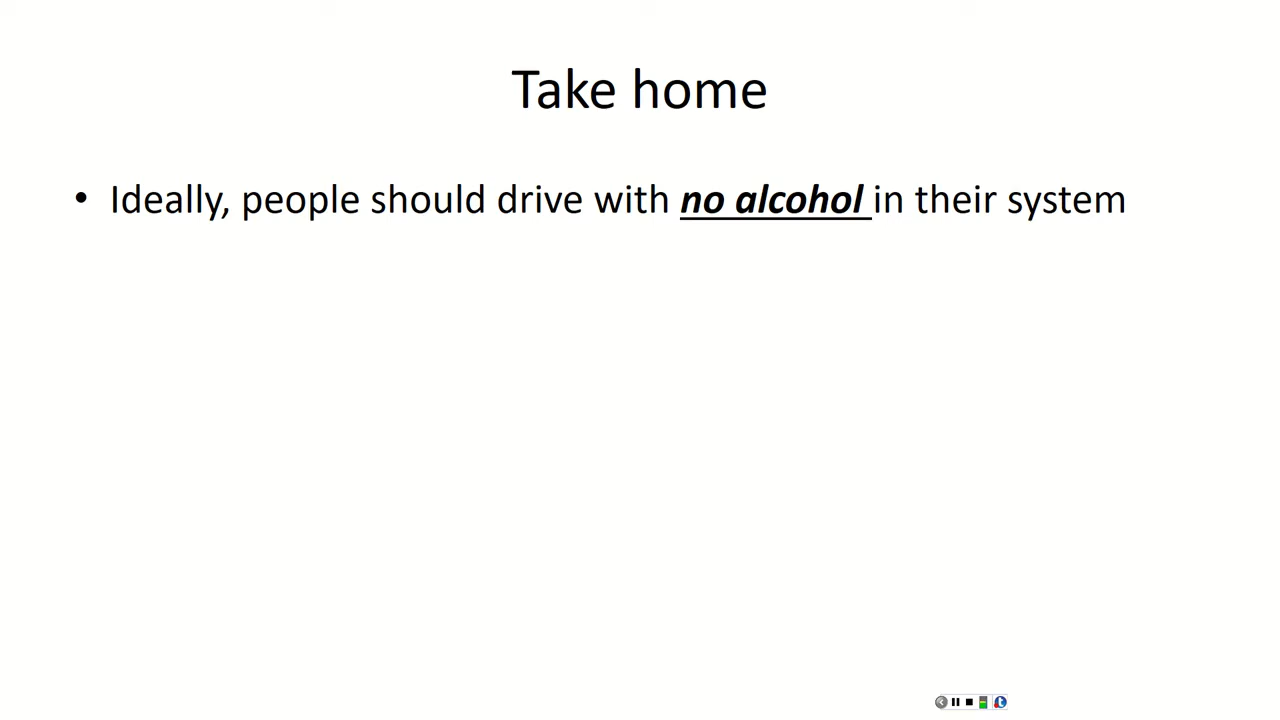 Take home
• Ideally, people should drive with no alcohol in their system